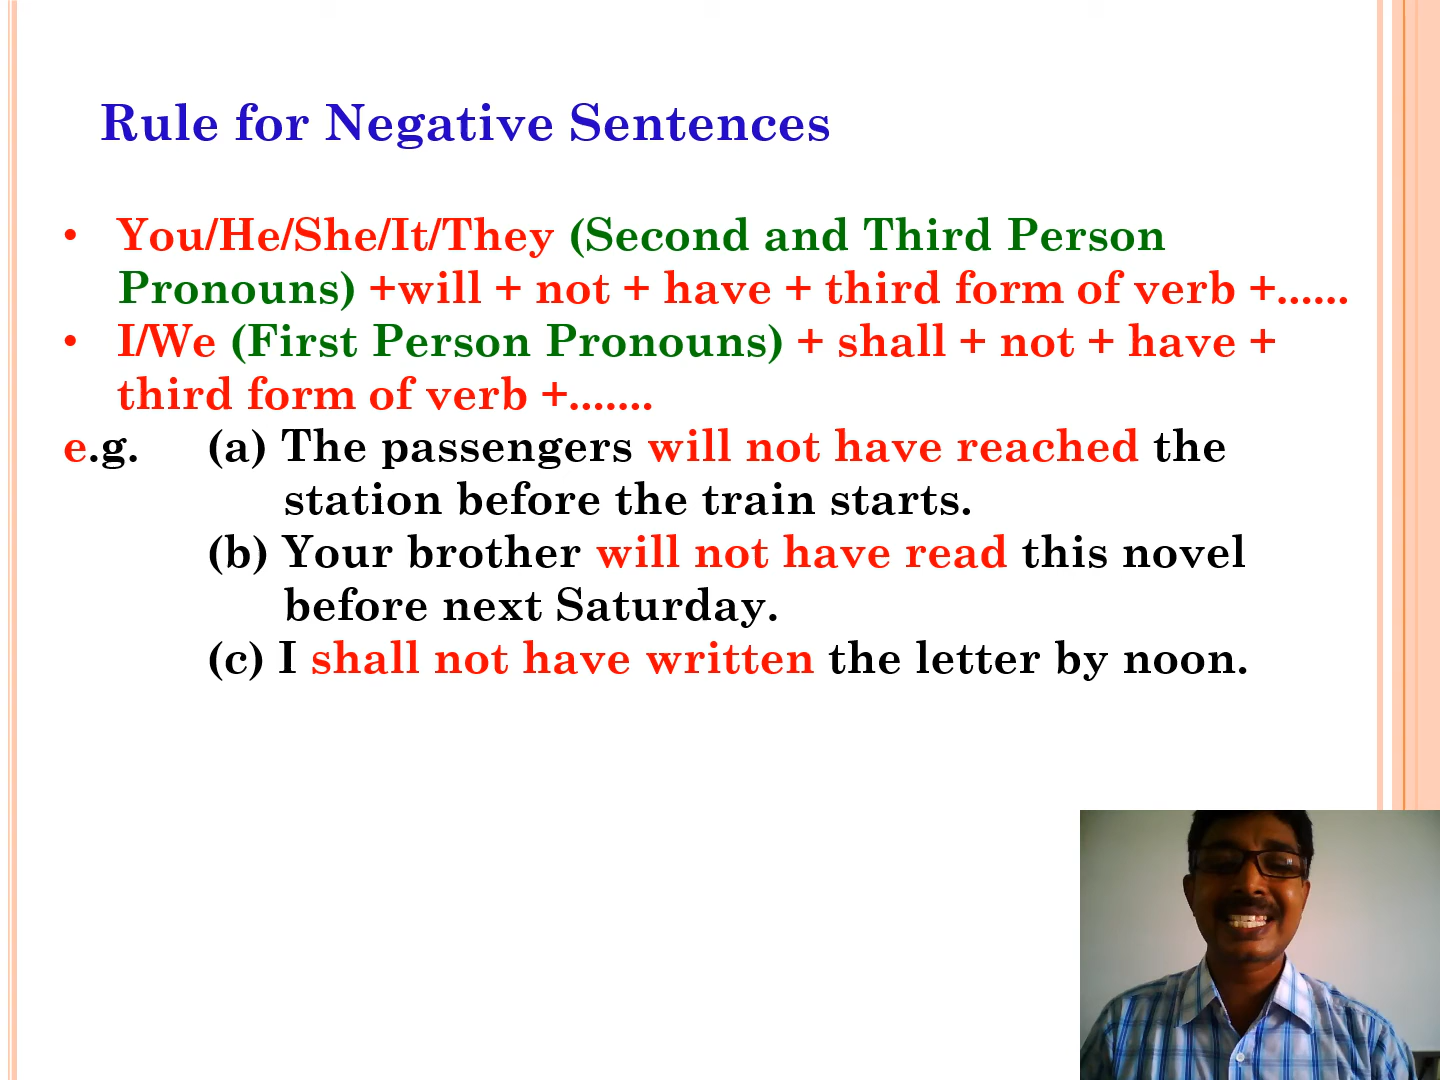 Rule for Negative Sentences
• You/He/She/It/They (Second and Third Person
Pronouns) +will + not + have + third form of verb +......
• I/We (First Person Pronouns) + shall + not + have +
third form of verb +.......
e.g. (a) The passengers will not have reached the
station before the train starts.
(b) Your brother will not have read this novel
before next Saturday.
(c) I shall not have written the letter by noon.